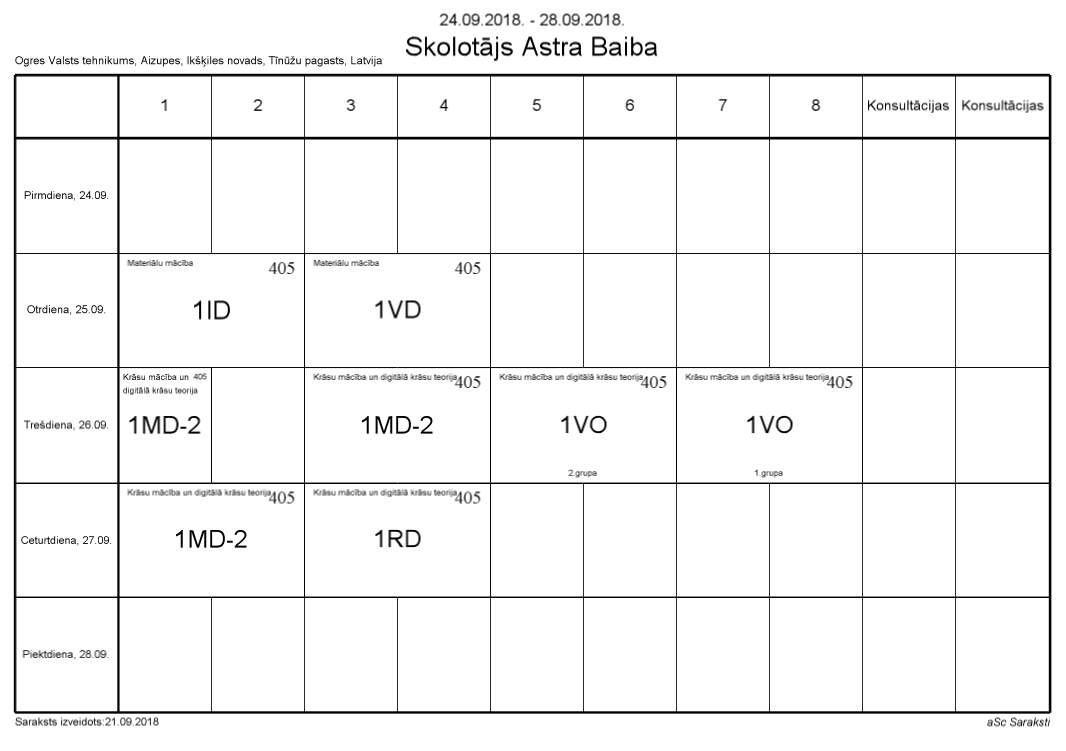 24.09.2018. - 28.09.2018.
Skolotājs Astra Baiba
Ogres Valsts tehnikums, Aizupes, Ikšķiles novads, Tīnūžu pagasts, Latvija
1 2 3 4 5 6 7 8 Konsultācijas Konsultācijas
Pirmdiena, 24.09.
Materiālu mācība 405 Materiālu mācība 405
Otrdiena, 25.09. 1ID 1VD
Krāsu mācība un 405 Krāsu mācība un digitālā krāsu teorija 405 Krāsu mācība un digitālā krāsu teorija 405 Krāsu mācība un digitālā krāsu teorija 405
digitālā krāsu teorija
Trešdiena, 26.09. 1MD-2 1MD-2 1VO 1VO
2.grupa 1.grupa
Krāsu mācība un digitālā krāsu teorija 405 Krāsu mācība un digitālā krāsu teorija 405
Ceturtdiena, 27.09. 1MD-2 1RD
Piektdiena, 28.09.
Saraksts izveidots:21.09.2018 aSc Saraksti